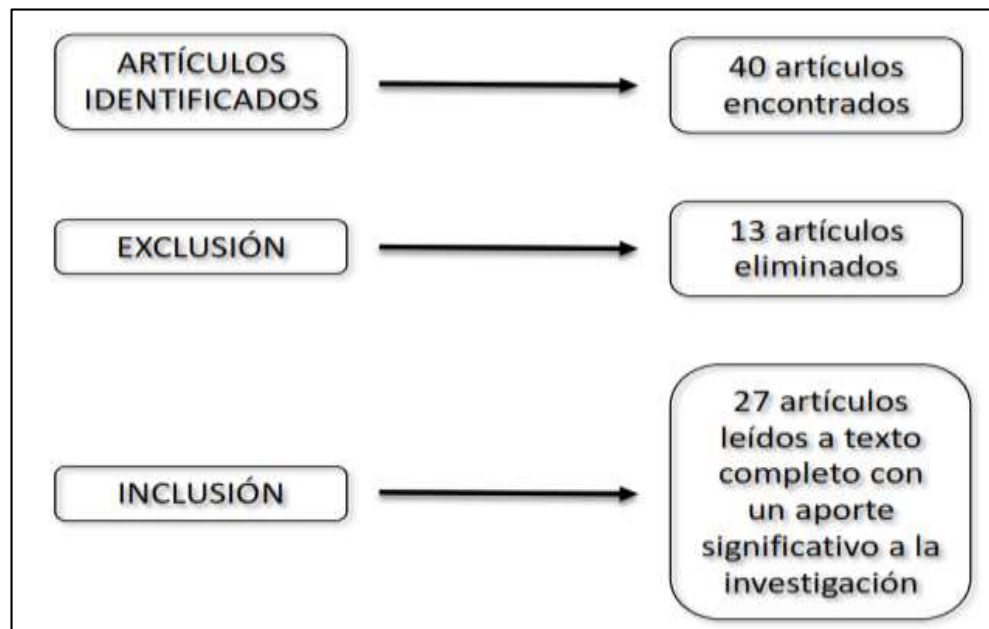 ARTÍCULOS
IDENTIFICADOS
40 artículos
encontrados
EXCLUSIÓN
13 artículos
eliminados
INCLUSIÓN
27 artículos
leídos a texto
completo con
un aporte
significativo a la
investigación